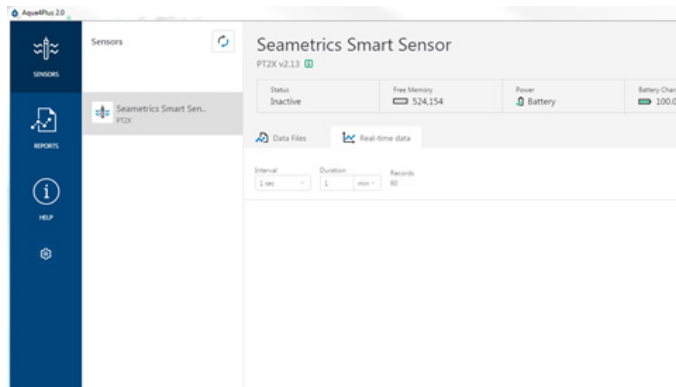 Aqua4Plus 2.0
SENSORS
REPORTS
HELP
Sensors
Seametrics Smart Sen..
PT2X
Seametrics Smart Sensor
PT2X v2.13
Status
Inactive
Free Memory
524,154
Power
Battery
Battery Char
100.0
Data Files
Real-time data
Interval
1 sec
Duration
1 min
Records
60